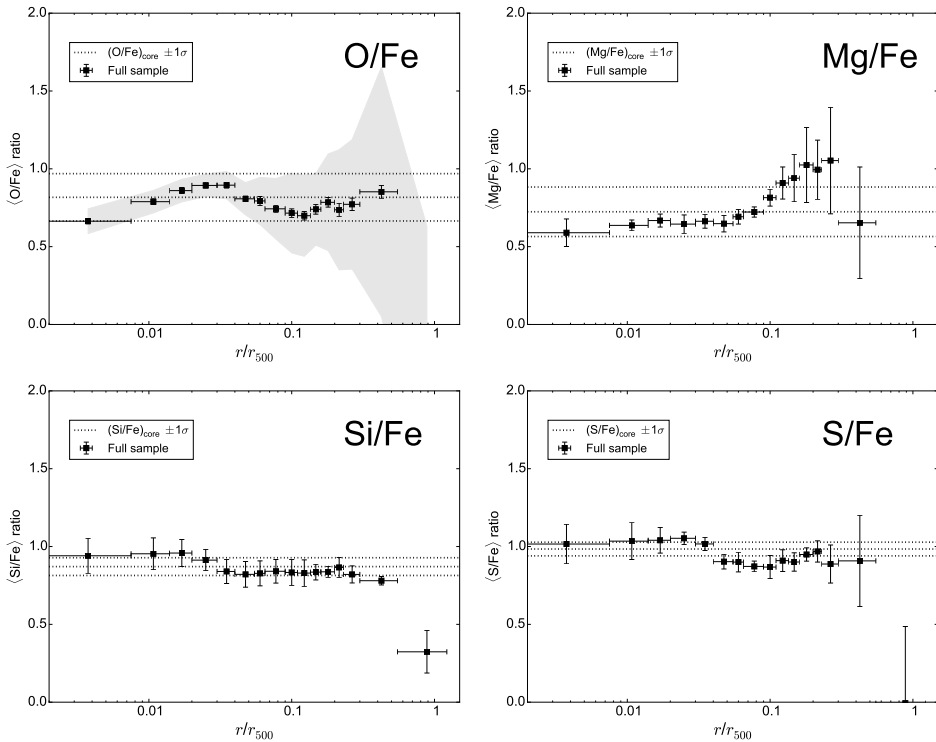 2.0
1.5
1.0
0.5
0.0
0.01
0.1
1
r/r500
⟨O/Fe⟩ ratio
(O/Fe)core ±1σ
Full sample
O/Fe
2.0
1.5
1.0
0.5
0.0
0.01
0.1
1
r/r500
⟨Mg/Fe⟩ ratio
(Mg/Fe)core ±1σ
Full sample
Mg/Fe
2.0
1.5
1.0
0.5
0.0
0.01
0.1
1
r/r500
⟨Si/Fe⟩ ratio
(Si/Fe)core ±1σ
Full sample
Si/Fe
2.0
1.5
1.0
0.5
0.0
0.01
0.1
1
r/r500
⟨S/Fe⟩ ratio
(S/Fe)core ±1σ
Full sample
S/Fe